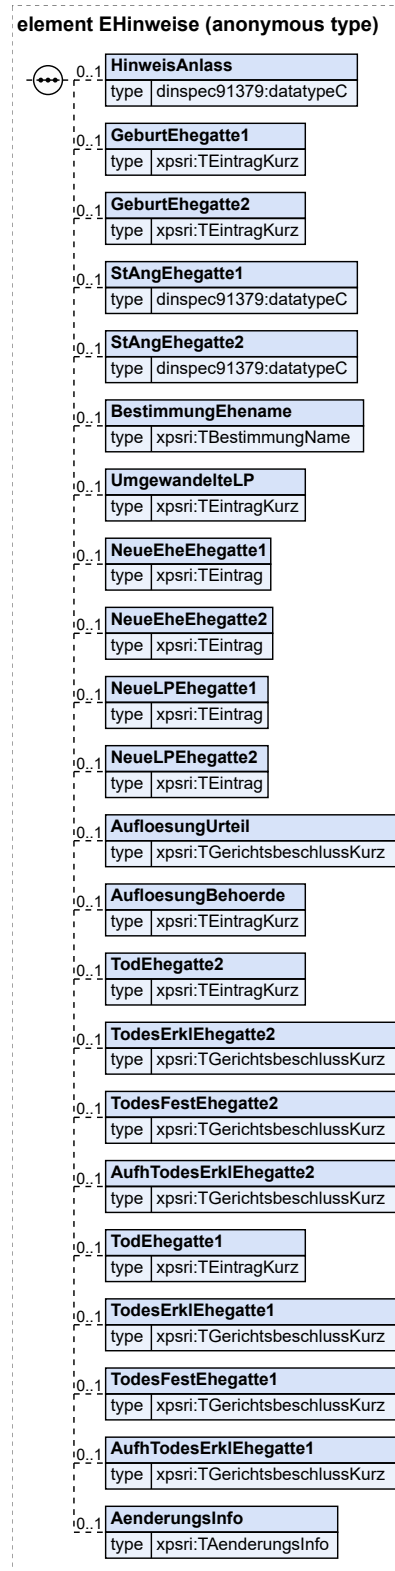 element EHinweise (anonymous type)
0..1 HinweisAnlass
type dinspec91379:datatypeC
0..1 GeburtEhegatte1
type xpsri:TEintragKurz
0..1 GeburtEhegatte2
type xpsri:TEintragKurz
0..1 StAngEhegatte1
type dinspec91379:datatypeC
0..1 StAngEhegatte2
type dinspec91379:datatypeC
0..1 BestimmungEhename
type xpsri:TBestimmungName
0..1 UmgewandelteLP
type xpsri:TEintragKurz
0..1 NeueEheEhegatte1
type xpsri:TEintrag
0..1 NeueEheEhegatte2
type xpsri:TEintrag
0..1 NeueLPEhegatte1
type xpsri:TEintrag
0..1 NeueLPEhegatte2
type xpsri:TEintrag
0..1 AufloesungUrteil
type xpsri:TGerichtsbeschlussKurz
0..1 AufloesungBehoerde
type xpsri:TEintragKurz
0..1 TodEhegatte2
type xpsri:TEintragKurz
0..1 TodesErklEhegatte2
type xpsri:TGerichtsbeschlussKurz
0..1 TodesFestEhegatte2
type xpsri:TGerichtsbeschlussKurz
0..1 AufhTodesErklEhegatte2
type xpsri:TGerichtsbeschlussKurz
0..1 TodEhegatte1
type xpsri:TEintragKurz
0..1 TodesErklEhegatte1
type xpsri:TGerichtsbeschlussKurz
0..1 TodesFestEhegatte1
type xpsri:TGerichtsbeschlussKurz
0..1 AufhTodesErklEhegatte1
type xpsri:TGerichtsbeschlussKurz
0..1 AenderungsInfo
type xpsri:TAenderungsInfo